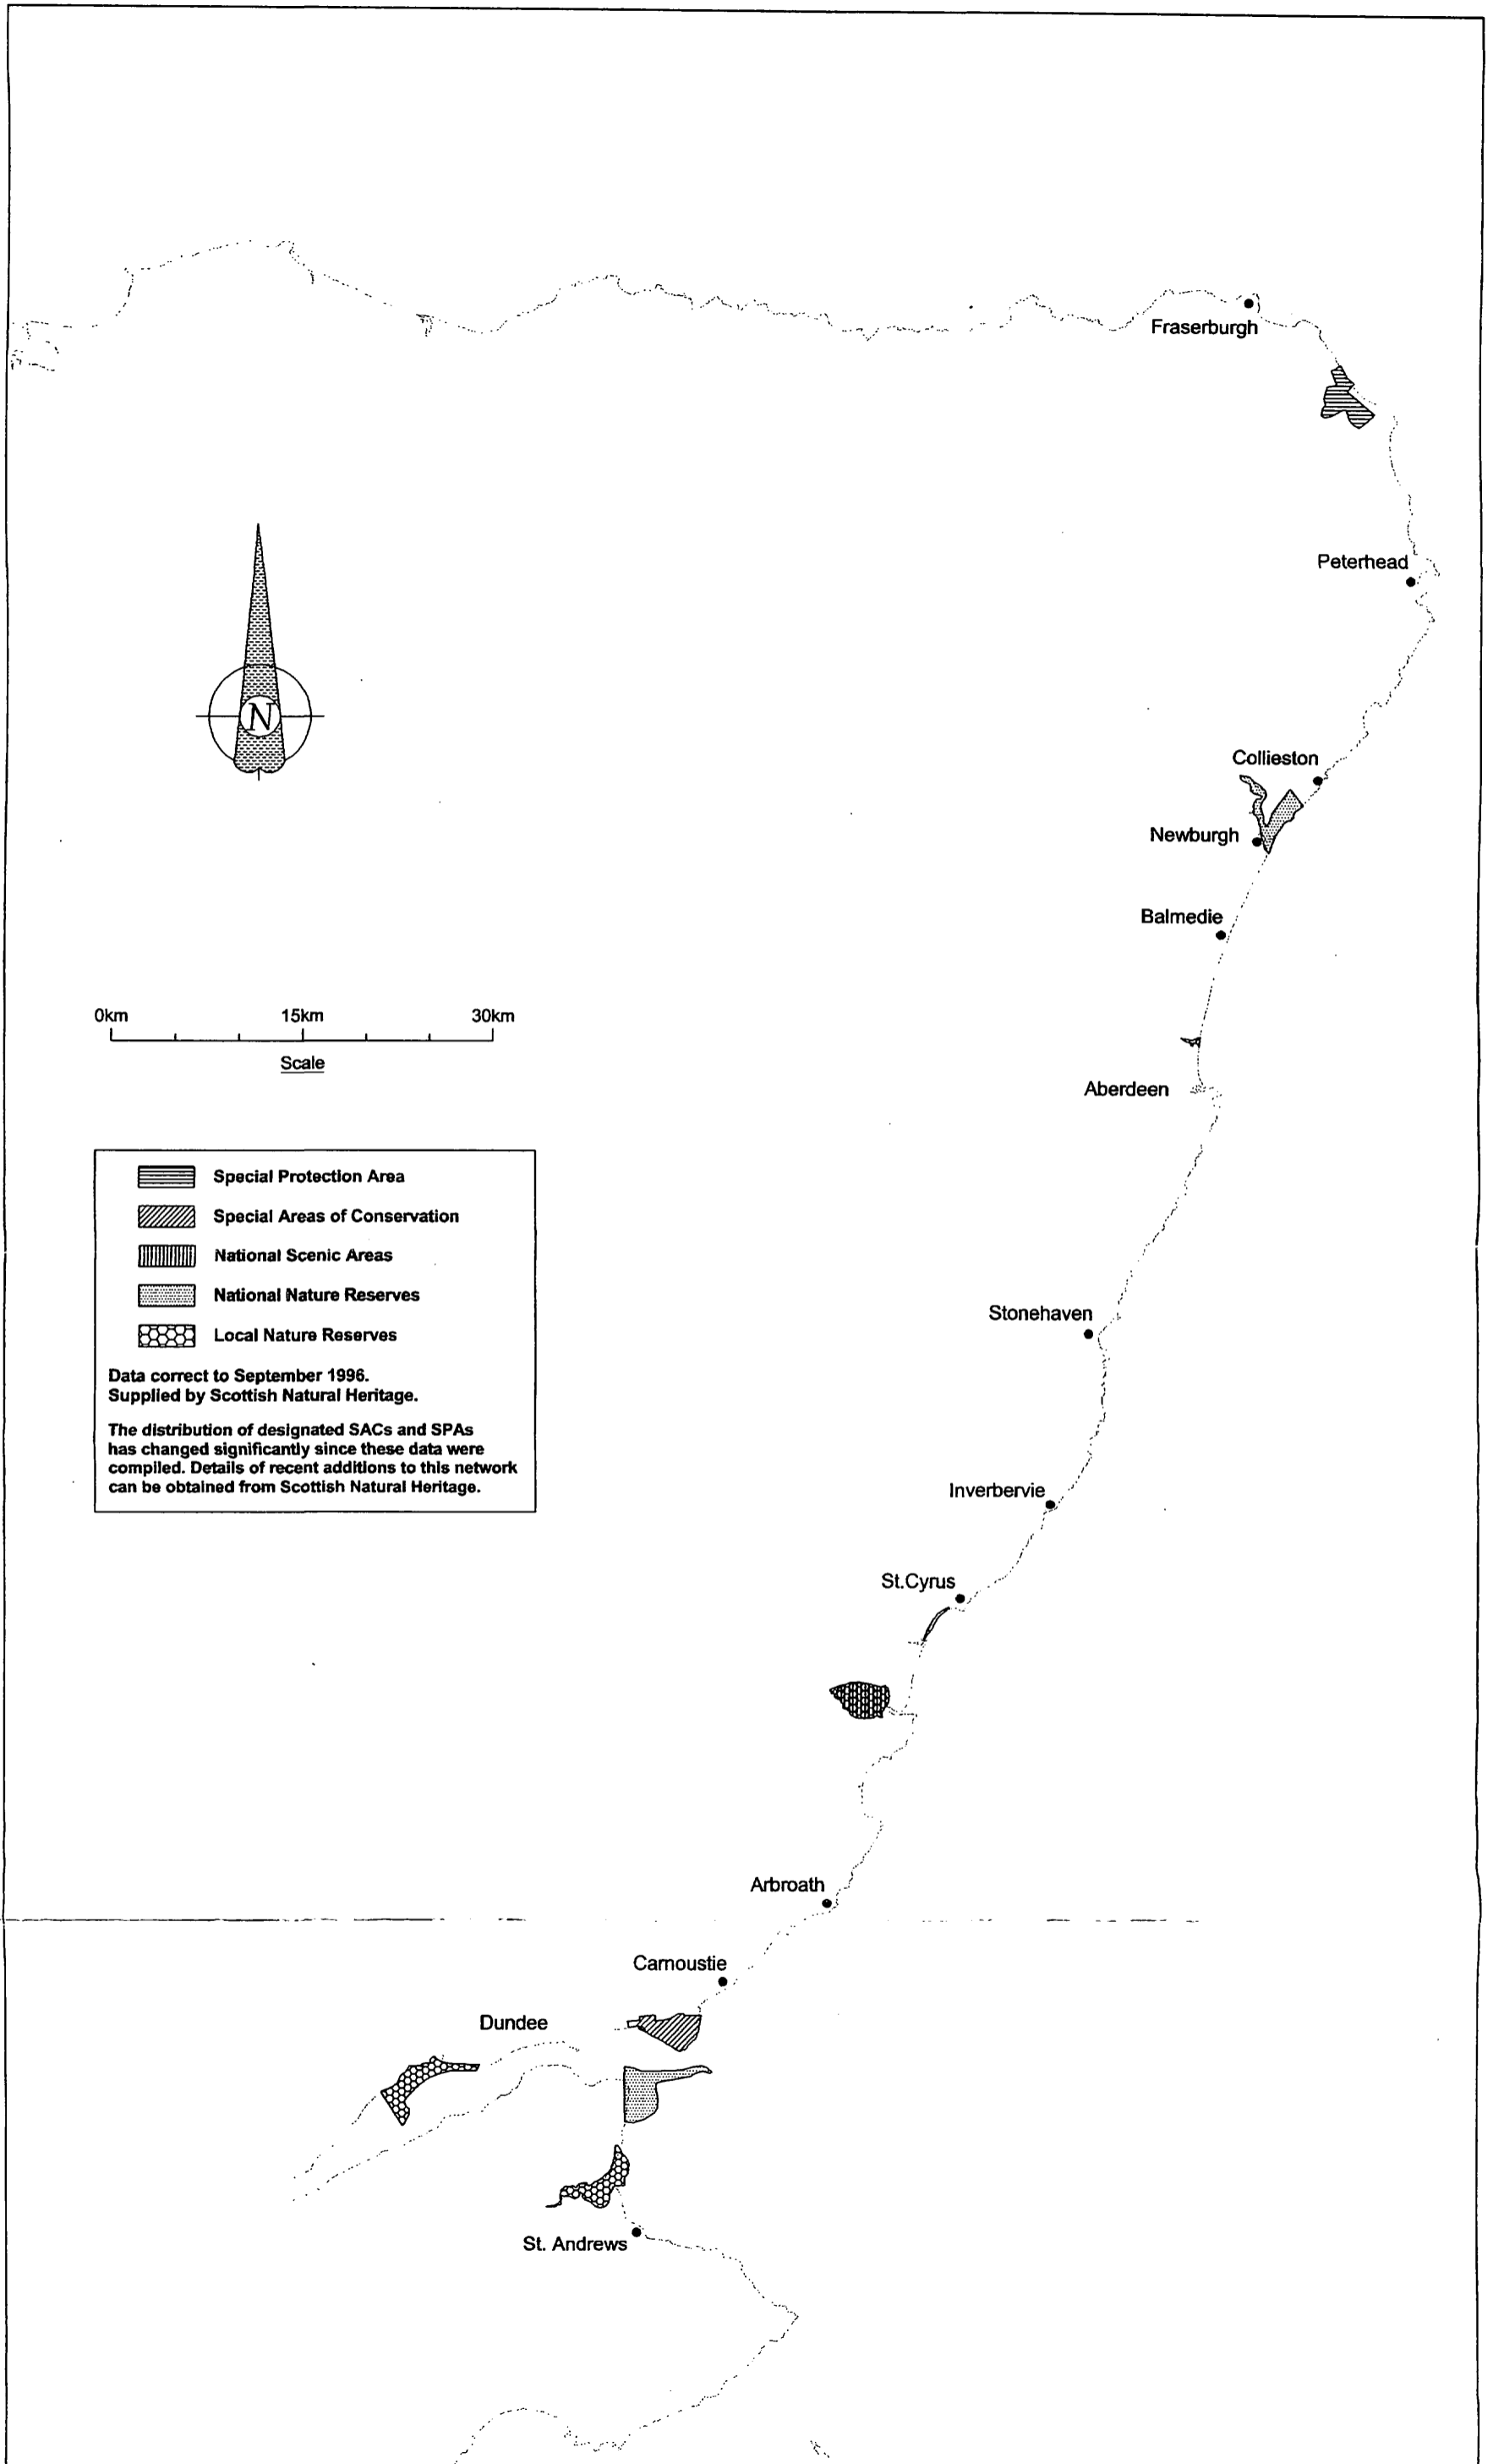 Fraserburgh
Peterhead
N
Collieston
Newburgh
Balmedie
0km 15km 30km
Scale
Aberdeen
Special Protection Area
Special Areas of Conservation
National Scenic Areas
National Nature Reserves
Local Nature Reserves
Data correct to September 1996.
Supplied by Scottish Natural Heritage.
The distribution of designated SACs and SPAs
has changed significantly since these data were
compiled. Details of recent additions to this network
can be obtained from Scottish Natural Heritage.
Stonehaven
Inverbervie
St.Cyrus
Arbroath
Carnoustie
Dundee
St. Andrews